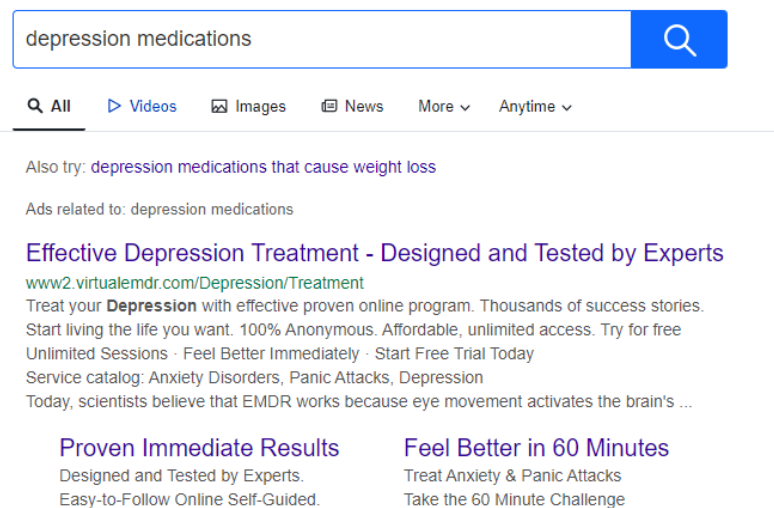 depression medications
All Videos Images News More Anytime
Also try: depression medications that cause weight loss
Ads related to: depression medications
Effective Depression Treatment - Designed and Tested by Experts
www2.virtualemdr.com/Depression/Treatment
Treat your Depression with effective proven online program. Thousands of success stories.
Start living the life you want. 100% Anonymous. Affordable, unlimited access. Try for free
Unlimited Sessions · Feel Better Immediately · Start Free Trial Today
Service catalog: Anxiety Disorders, Panic Attacks, Depression
Today, scientists believe that EMDR works because eye movement activates the brain's ...
Proven Immediate Results
Designed and Tested by Experts.
Easy-to-Follow Online Self-Guided.
Feel Better in 60 Minutes
Treat Anxiety & Panic Attacks
Take the 60 Minute Challenge